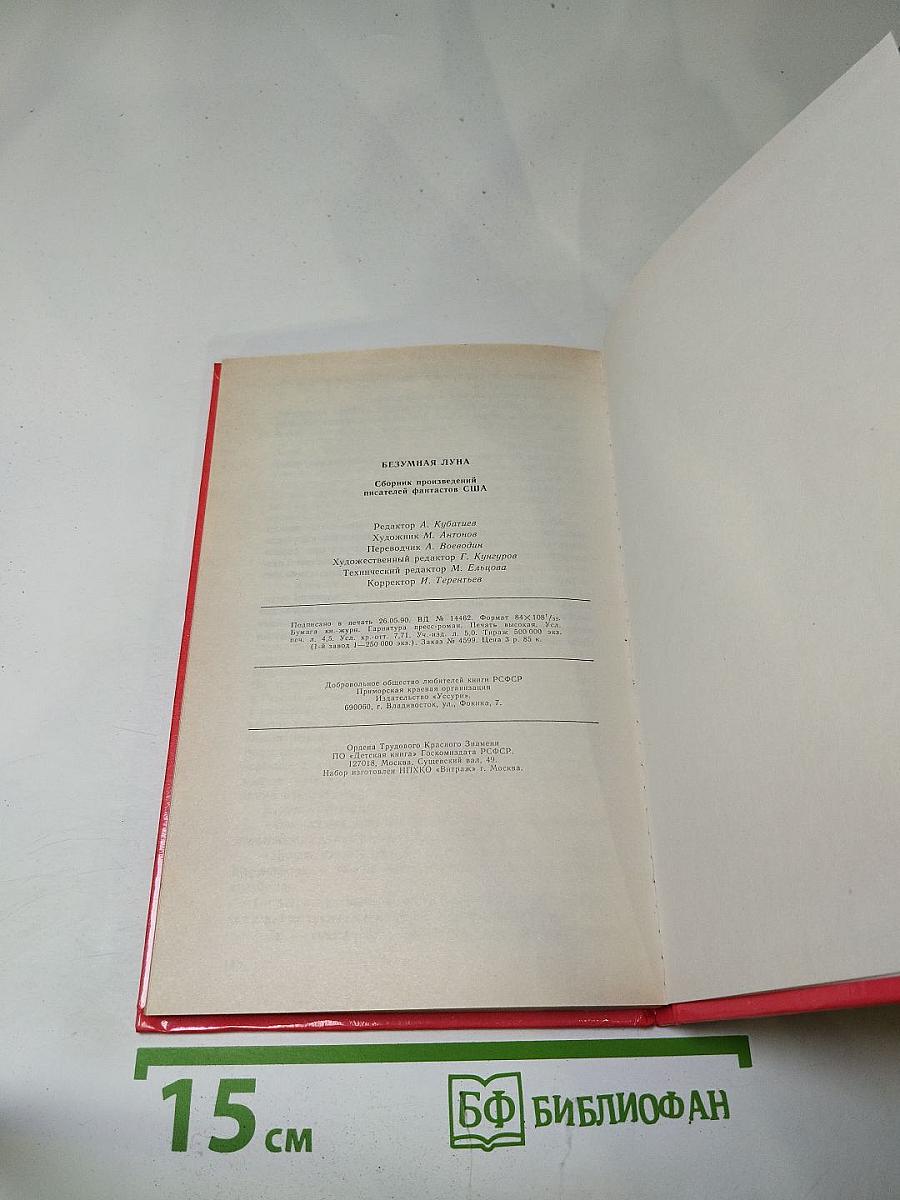 БЕЗУМНАЯ ЛУНА
Сборник произведений
писателей фантастов США
Редактор А. Кубатиев
Художник М. Антонов
Переводчик А. Воеводин
Художественный редактор Г. Кунгуров
Технический редактор М. Ельцова
Корректор И. Терентьев
Подписано в печать 26.05.90. ВД № 14462. Формат 84×108¹/₃₂.
Бумага кн.-журн. Гарнитура пресс-роман. Печать высокая. Усл.
печ. л. 4,5. Усл. кр.-отт. 7,71. Уч.-изд. л. 5,0. Тираж 500 000 экз.
(1-й завод 1—250 000 экз.). Заказ № 4599. Цена 3 р. 85 к.
Добровольное общество любителей книги РСФСР
Приморская краевая организация
Издательство «Уссури».
690060, г. Владивосток, ул., Фокина, 7.
Ордена Трудового Красного Знамени
ПО «Детская книга» Госкомиздата РСФСР.
127018, Москва, Сущевский вал, 49.
Набор изготовлен НПХКО «Витраж» г. Москва.
15 см
БФ БИБЛИОФАН